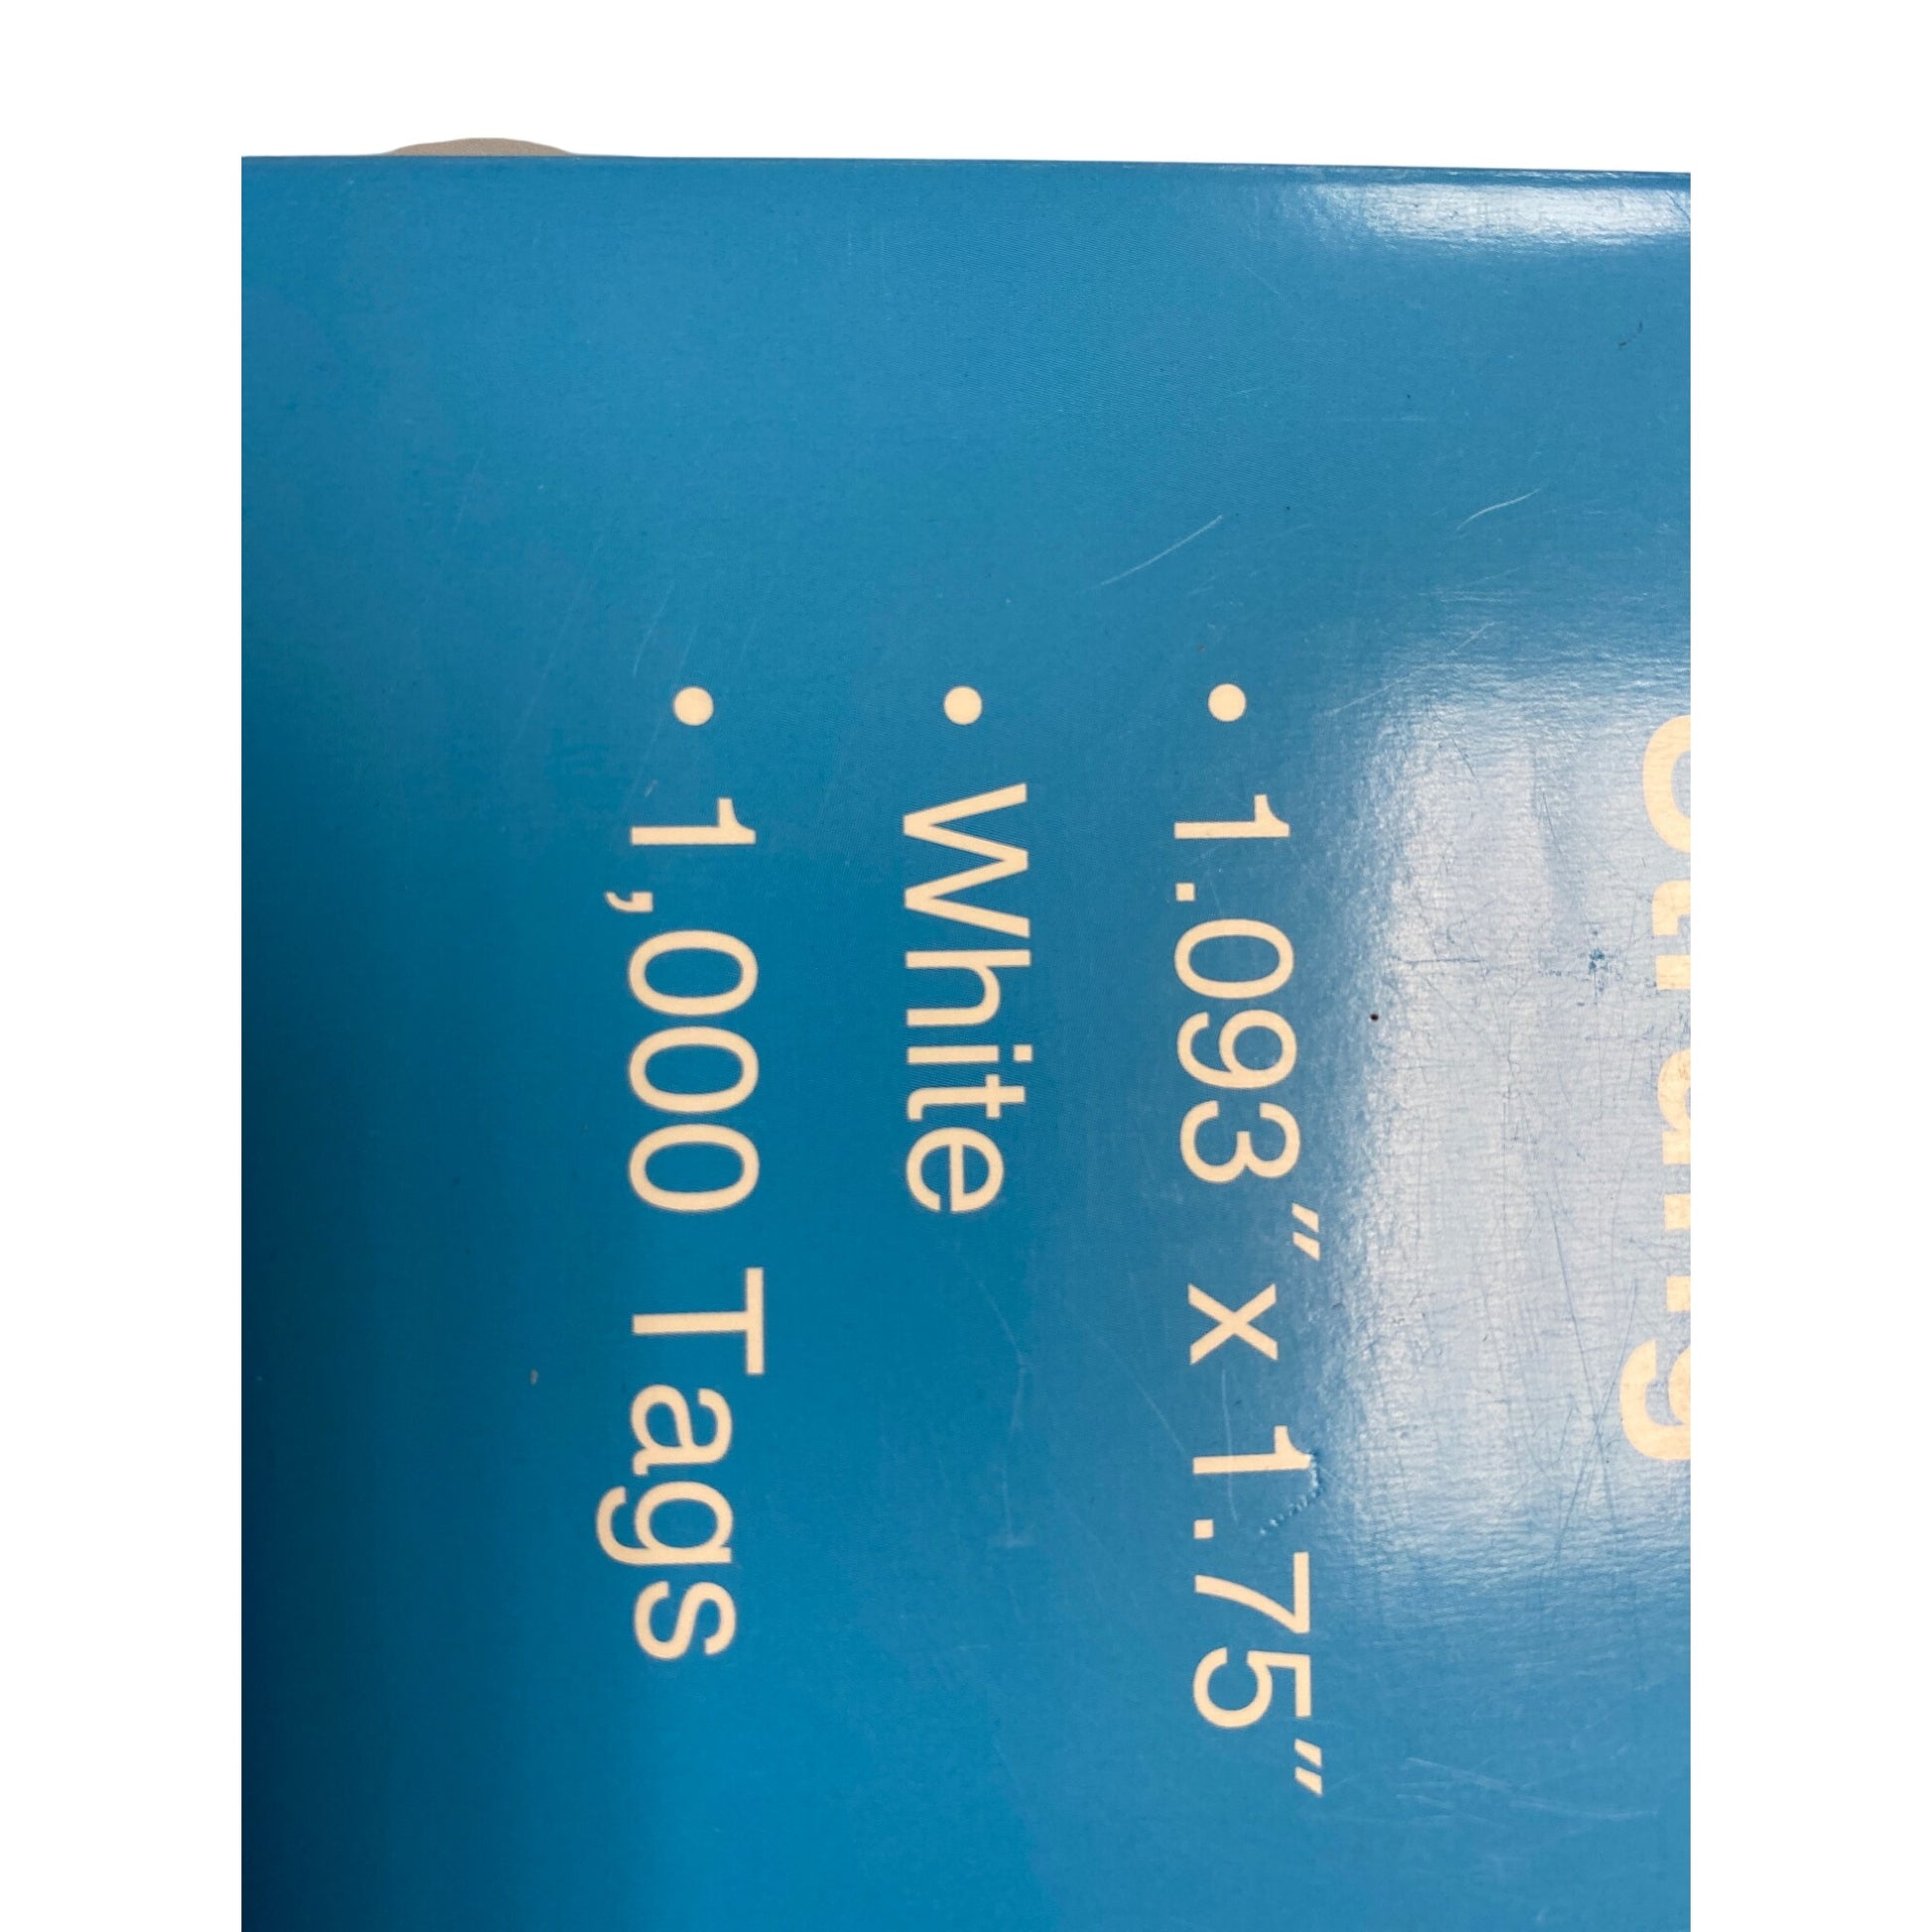 • 1.093" x 1.75"
• White
• 1,000 Tags